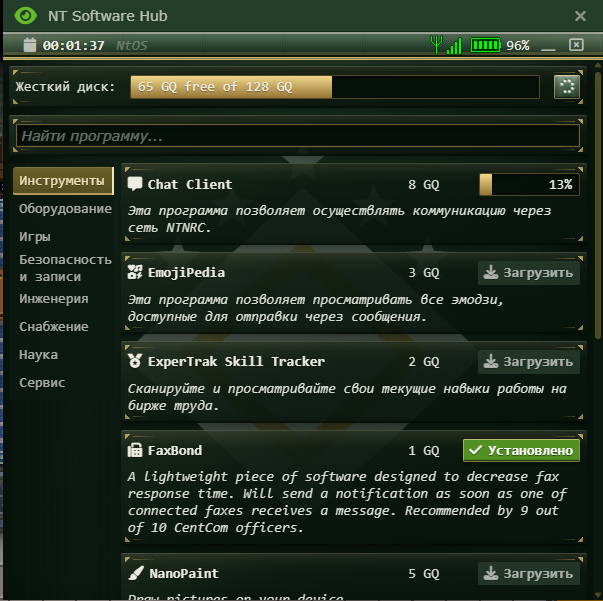 NT Software Hub
00:01:37 NtOS 96%
Жесткий диск: 65 GQ free of 128 GQ
Найти программу...
Инструменты
Оборудование
Игры
Безопасность
и записи
Инженерия
Снабжение
Наука
Сервис
Chat Client 8 GQ 13%
Эта программа позволяет осуществлять коммуникацию через
сеть NTNRC.
EmojiPedia 3 GQ Загрузить
Эта программа позволяет просматривать все эмодзи,
доступные для отправки через сообщения.
ExperTrak Skill Tracker 2 GQ Загрузить
Сканируйте и просматривайте свои текущие навыки работы на
бирже труда.
FaxBond 1 GQ Установлено
A lightweight piece of software designed to decrease fax
response time. Will send a notification as soon as one of
connected faxes receives a message. Recommended by 9 out
of 10 CentCom officers.
NanoPaint 5 GQ Загрузить
Draw pictures on your device.